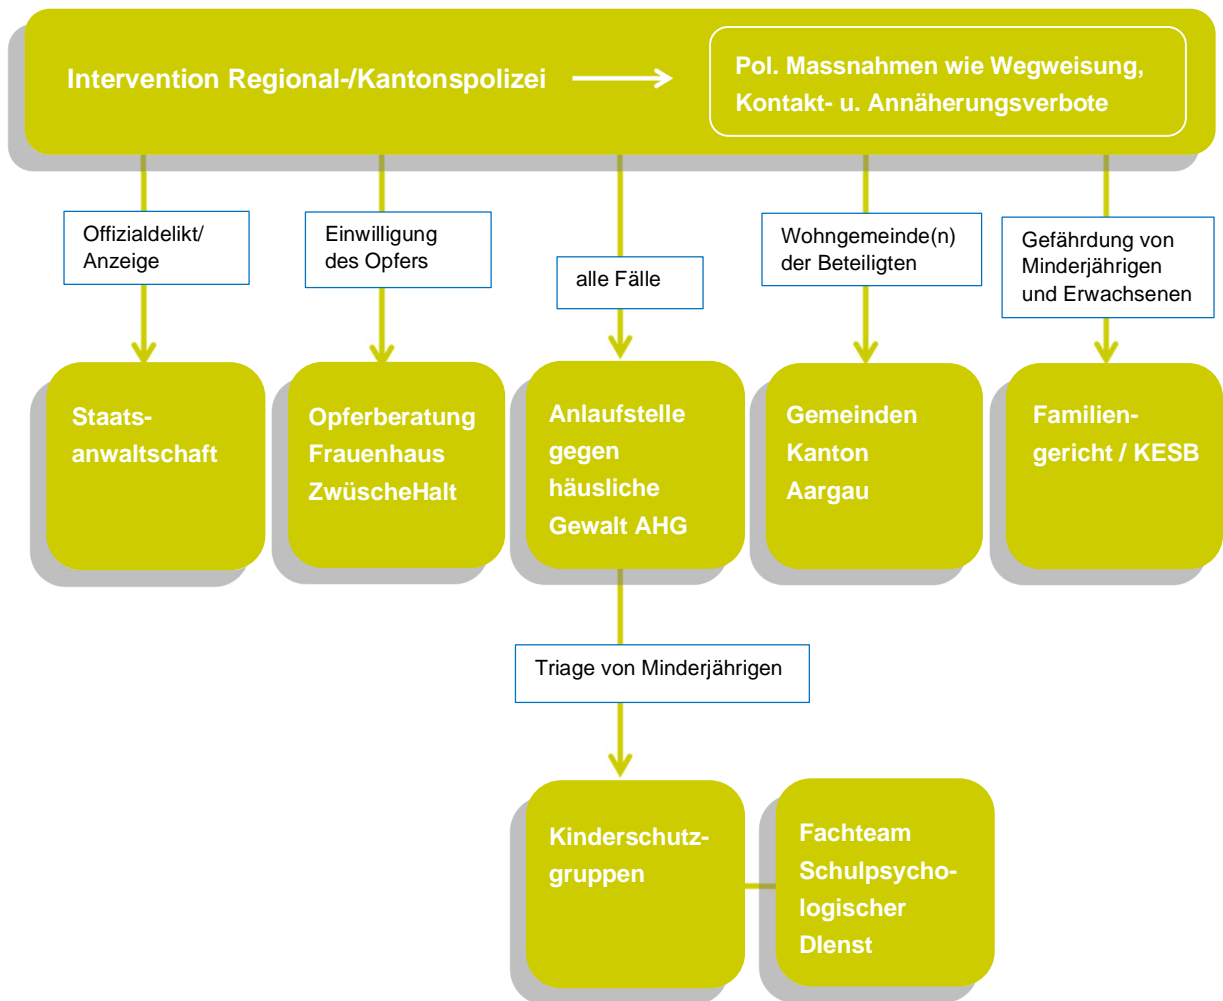 Intervention Regional-/Kantonspolizei
Pol. Massnahmen wie Wegweisung,
Kontakt- u. Annäherungsverbote
Offizialdelikt/
Anzeige
Einwilligung
des Opfers
alle Fälle
Wohngemeinde(n)
der Beteiligten
Gefährdung von
Minderjährigen
und Erwachsenen
Staats-
anwaltschaft
Opferberatung
Frauenhaus
ZwüscheHalt
Anlaufstelle
gegen
häusliche
Gewalt AHG
Gemeinden
Kanton
Aargau
Familien-
gericht / KESB
Triage von Minderjährigen
Kinderschutz-
gruppen
Fachteam
Schulpsycho-
logischer
DIenst